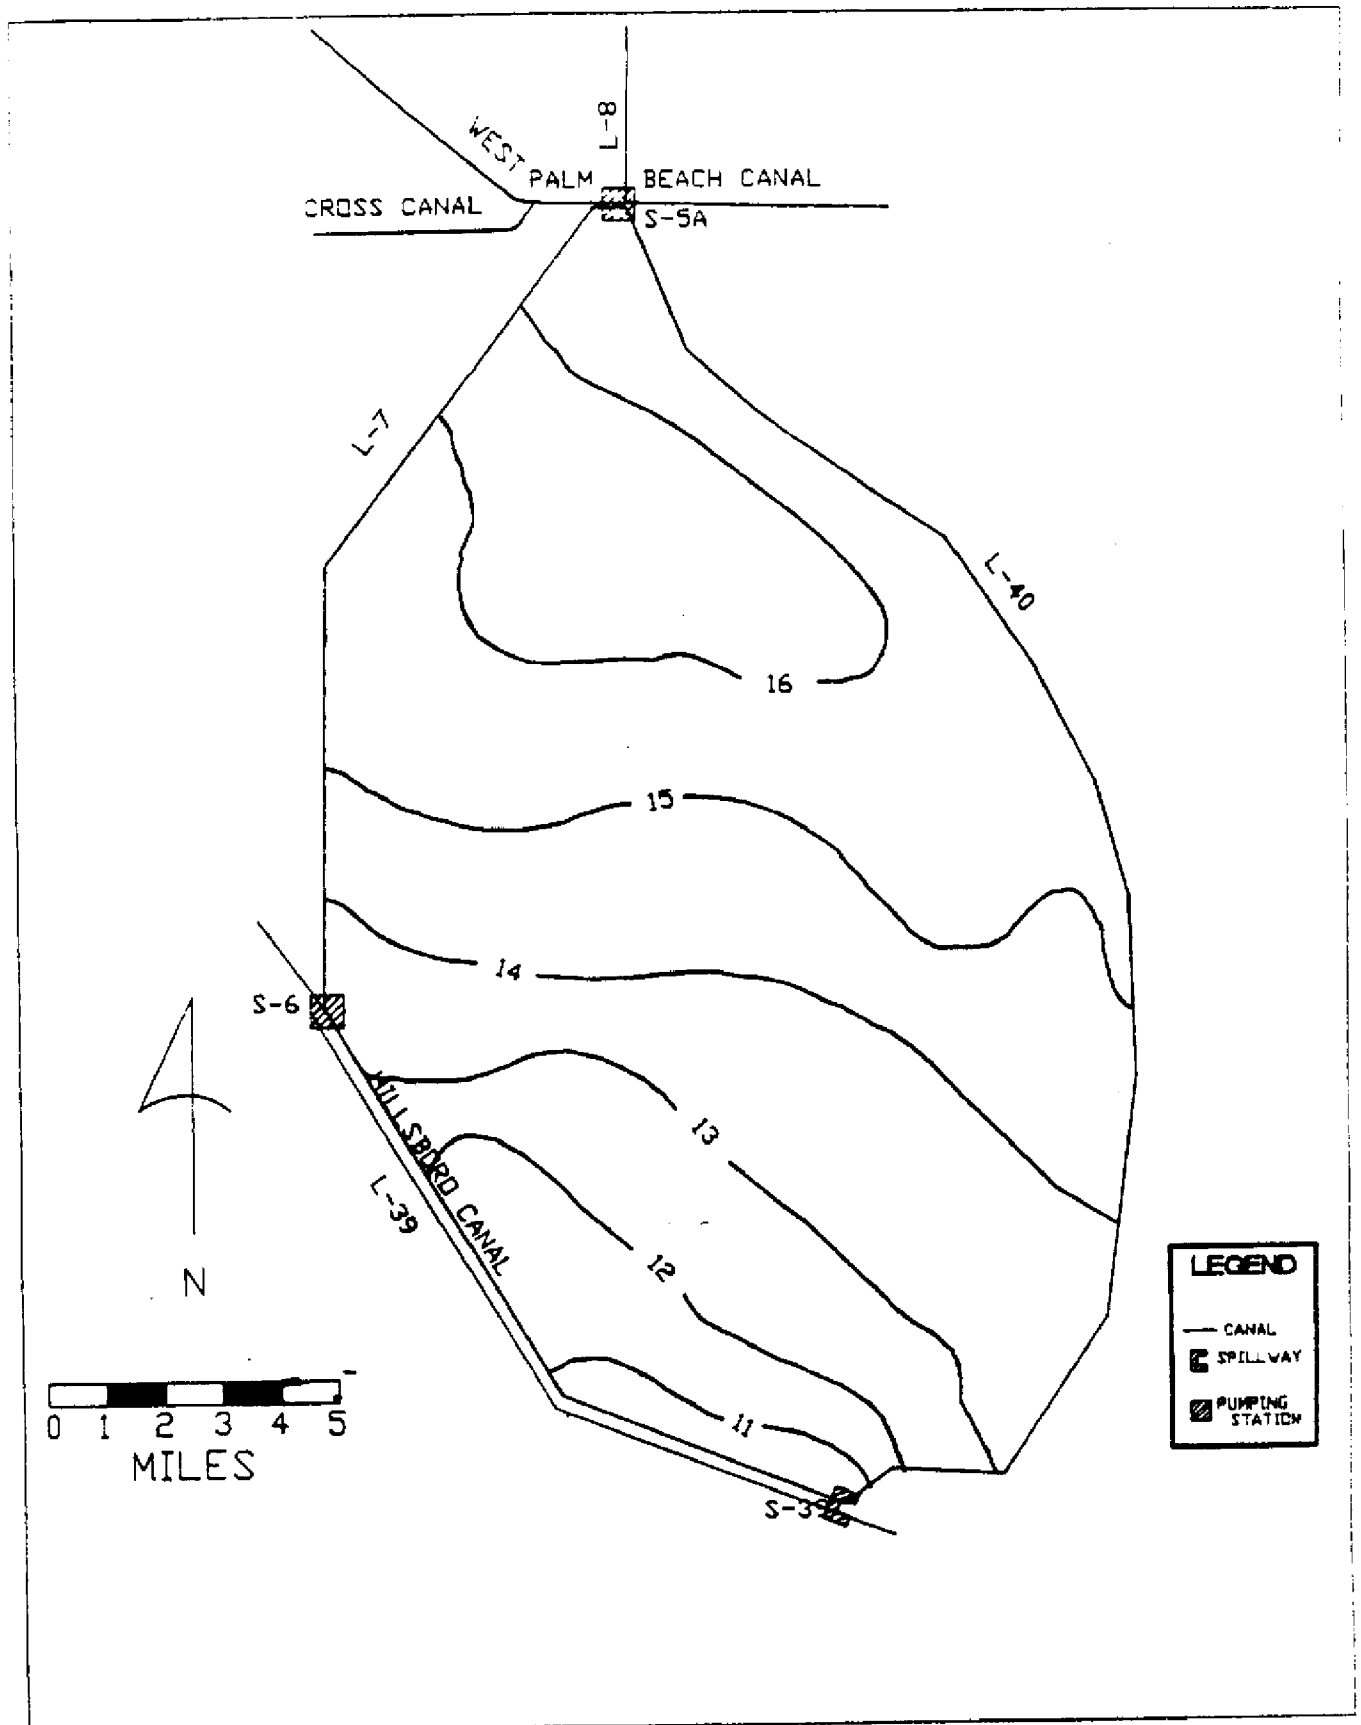 L-8
WEST PALM BEACH CANAL
CROSS CANAL
S-5A
L-7
L-40
16
15
14
S-6
13
HILLSBORO CANAL
L-39
12
11
N
0 1 2 3 4 5
MILES
S-39
LEGEND
CANAL
SPILLWAY
PUMPING
STATION